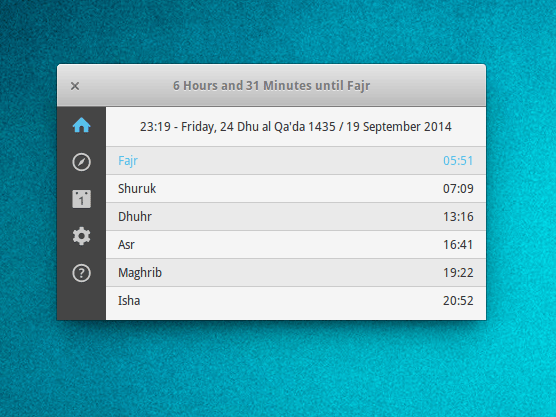 6 Hours and 31 Minutes until Fajr
23:19 - Friday, 24 Dhu al Qa'da 1435 / 19 September 2014
Fajr 05:51
Shuruk 07:09
1
Dhuhr 13:16
Asr 16:41
Maghrib 19:22
?
Isha 20:52